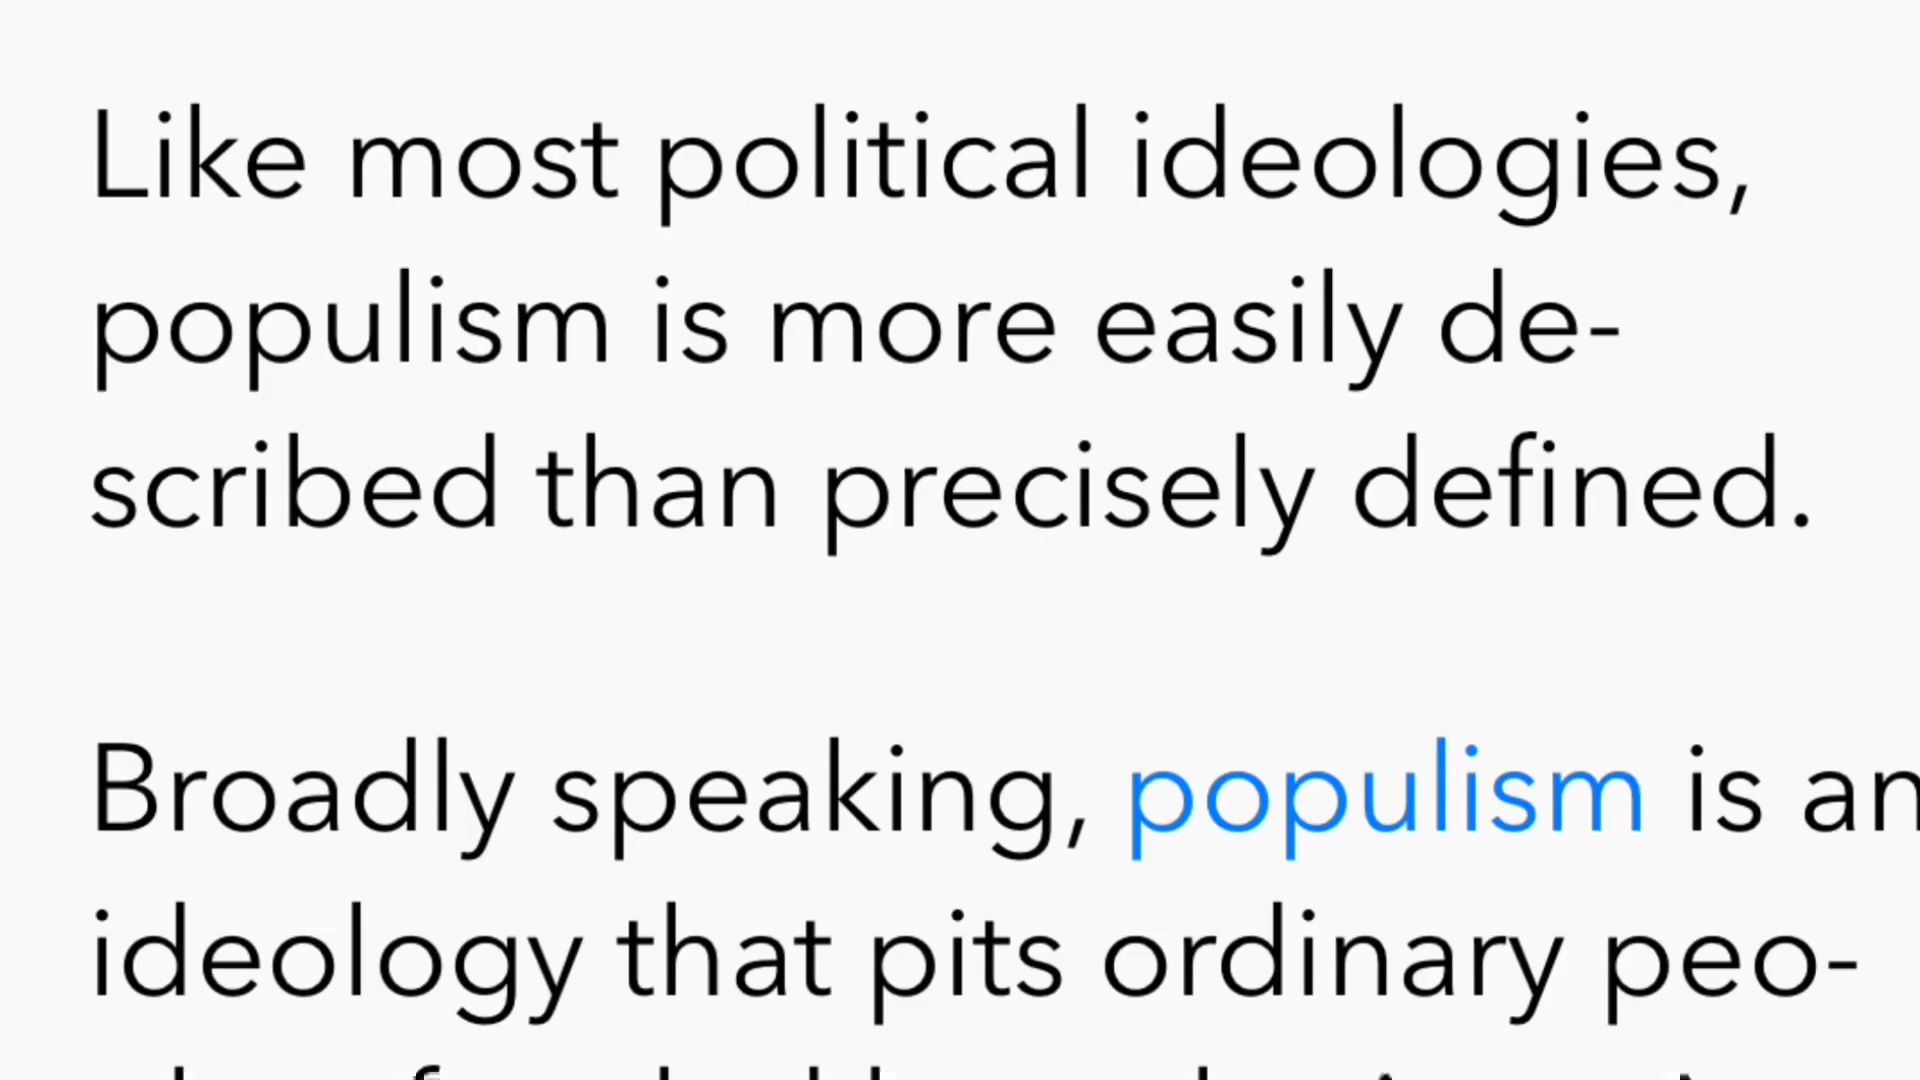 Like most political ideologies,
populism is more easily de-
scribed than precisely defined.
Broadly speaking, populism is an
ideology that pits ordinary peo-